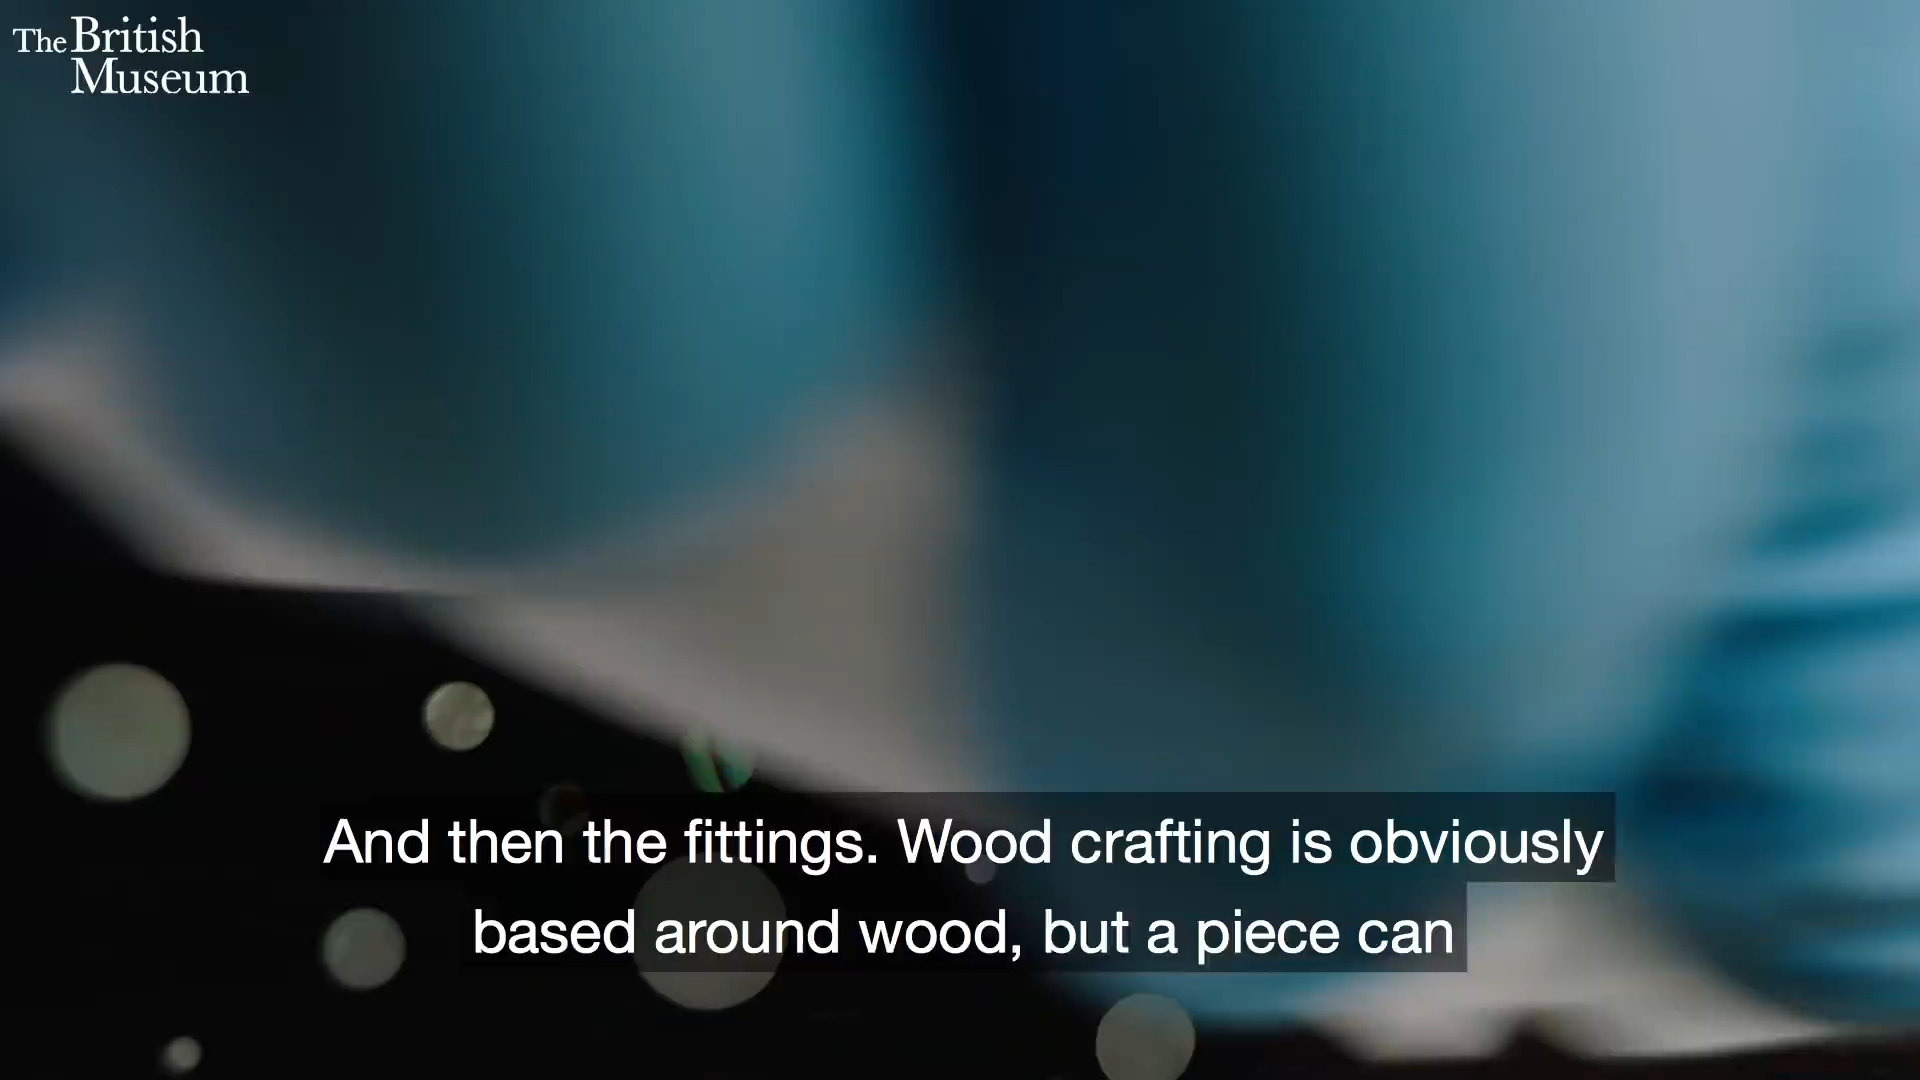 The British
Museum
And then the fittings. Wood crafting is obviously
based around wood, but a piece can